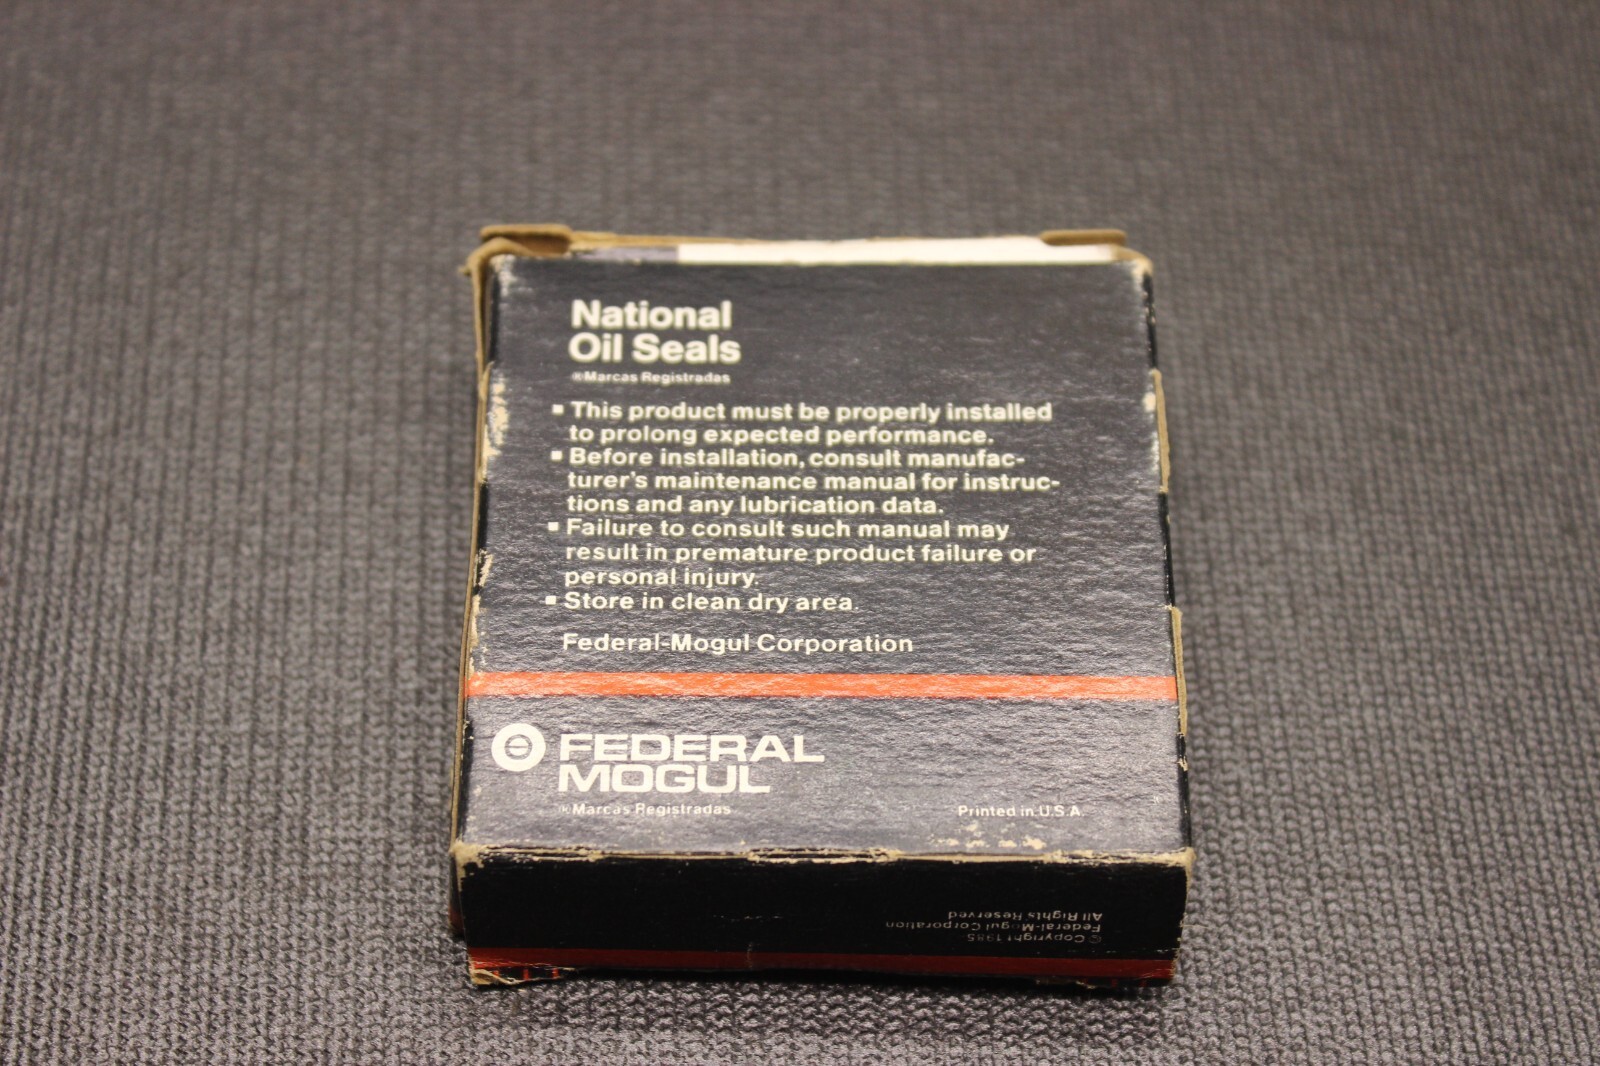 National
Oil Seals
®Marcas Registradas
▪ This product must be properly installed
to prolong expected performance.
▪ Before installation, consult manufac-
turer's maintenance manual for instruc-
tions and any lubrication data.
▪ Failure to consult such manual may
result in premature product failure or
personal injury.
▪ Store in clean dry area.
Federal-Mogul Corporation
FEDERAL
MOGUL
®Marcas Registradas
Printed in U.S.A.
© Copyright 1985
Federal-Mogul Corporation
All Rights Reserved